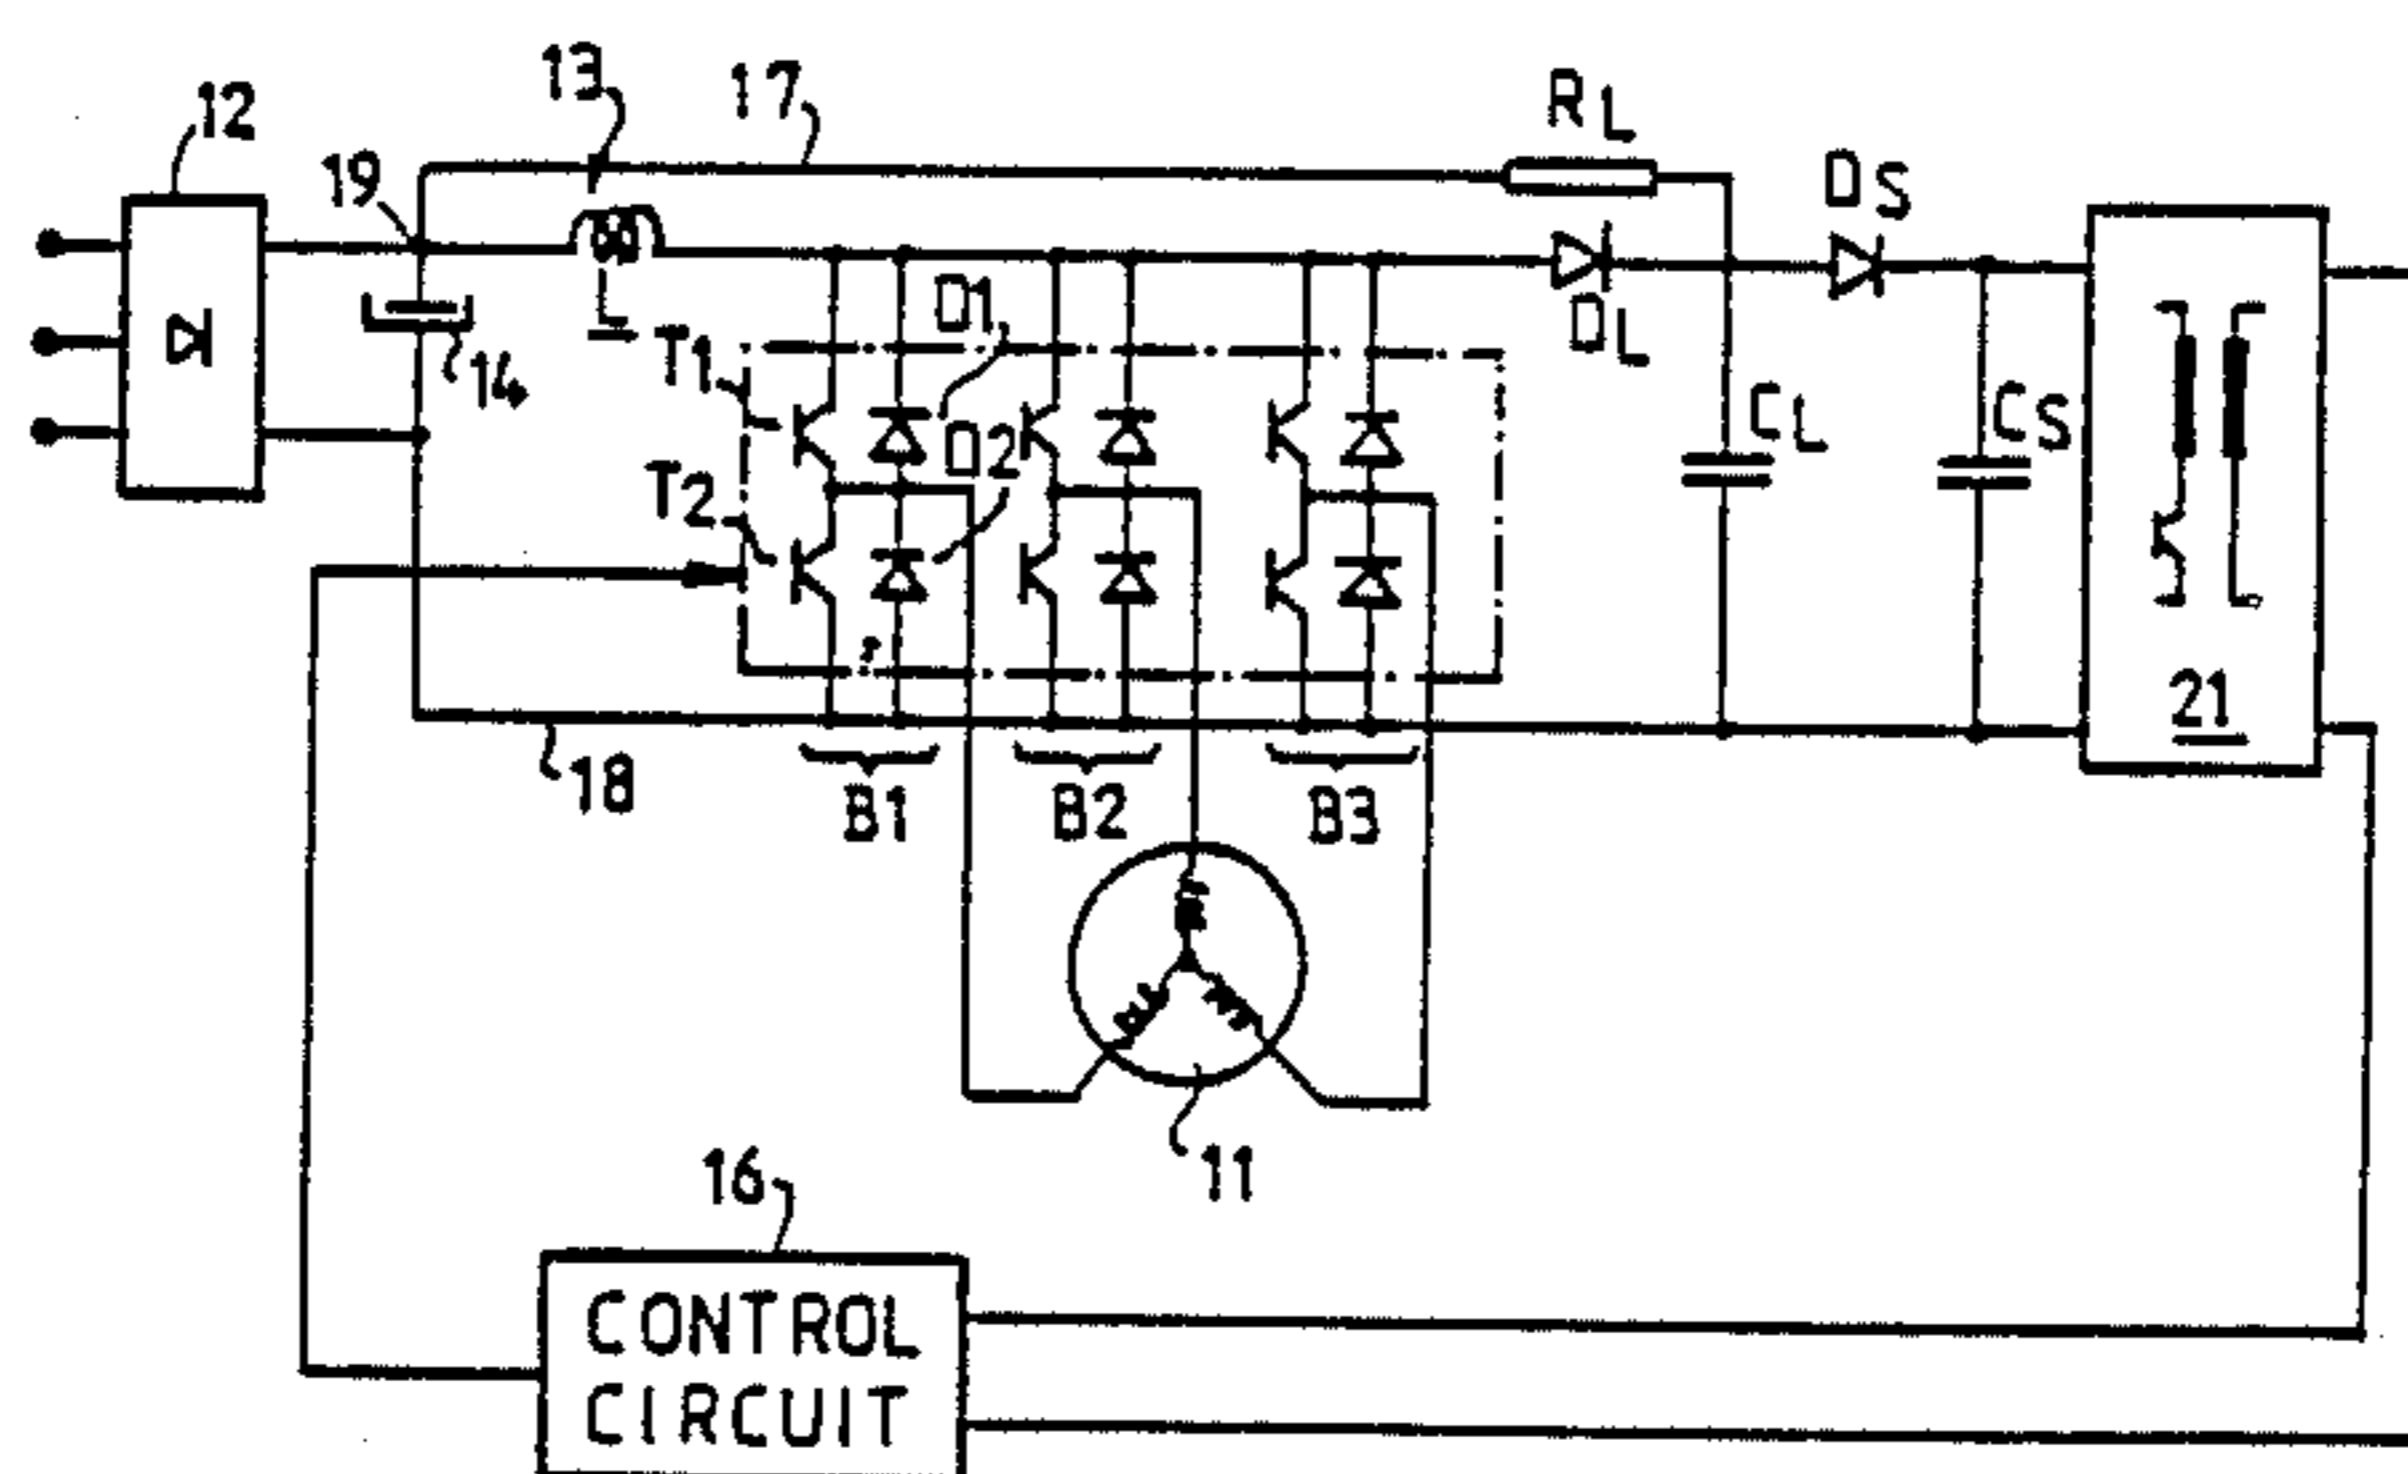 13
17
RL
12
DS
19
L
D1
DL
T1
14
CL
CS
D2
T2
21
18
B1
B2
B3
11
16
CONTROL
CIRCUIT